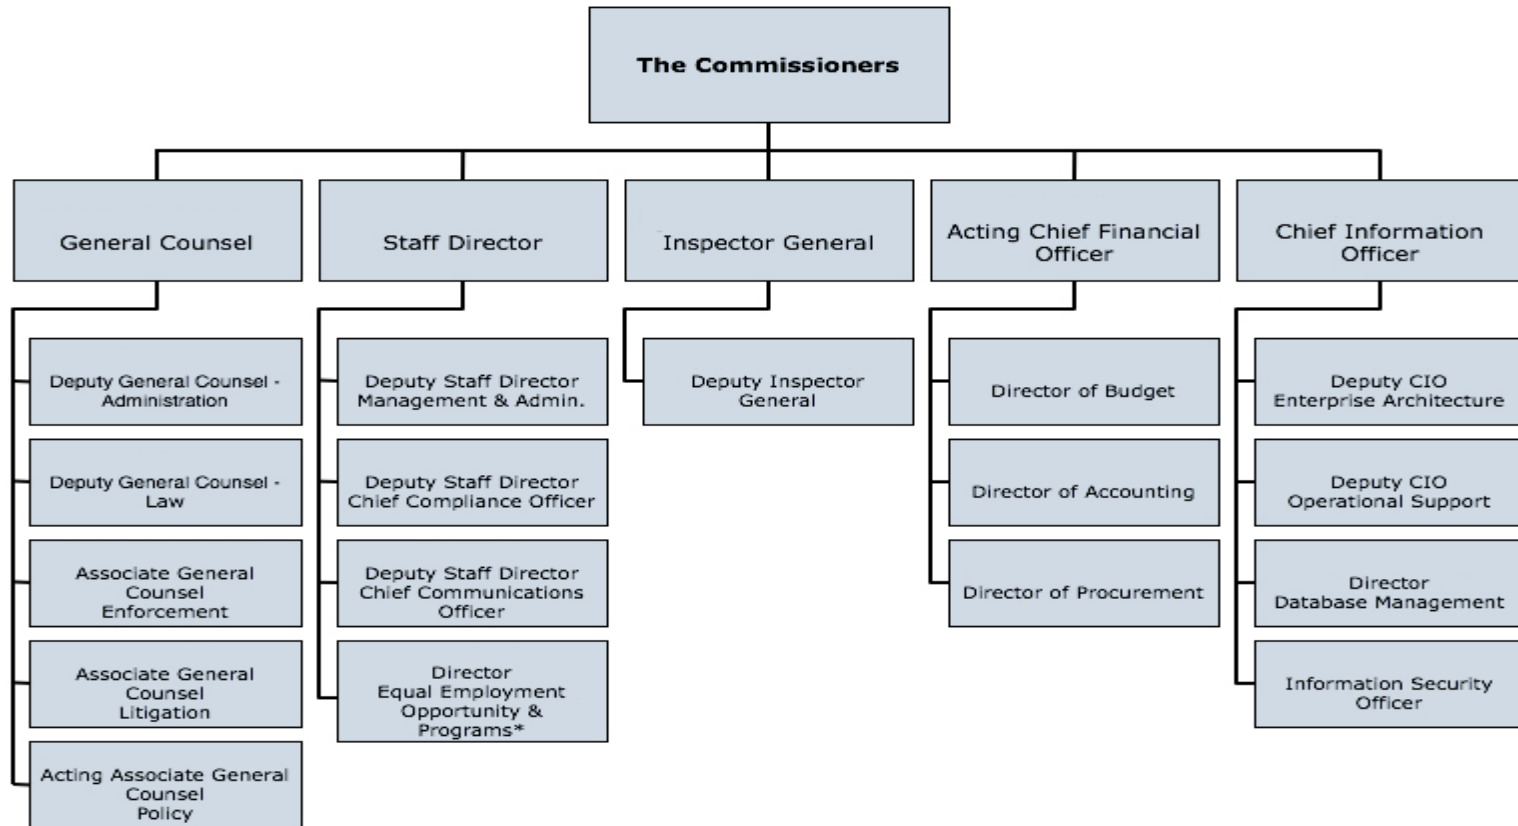 The Commissioners
General Counsel
Staff Director
Inspector General
Acting Chief Financial
Officer
Chief Information
Officer
Deputy General Counsel -
Administration
Deputy General Counsel -
Law
Associate General
Counsel
Enforcement
Associate General
Counsel
Litigation
Acting Associate General
Counsel
Policy
Deputy Staff Director
Management & Admin.
Deputy Staff Director
Chief Compliance Officer
Deputy Staff Director
Chief Communications
Officer
Director
Equal Employment
Opportunity &
Programs*
Deputy Inspector
General
Director of Budget
Director of Accounting
Director of Procurement
Deputy CIO
Enterprise Architecture
Deputy CIO
Operational Support
Director
Database Management
Information Security
Officer